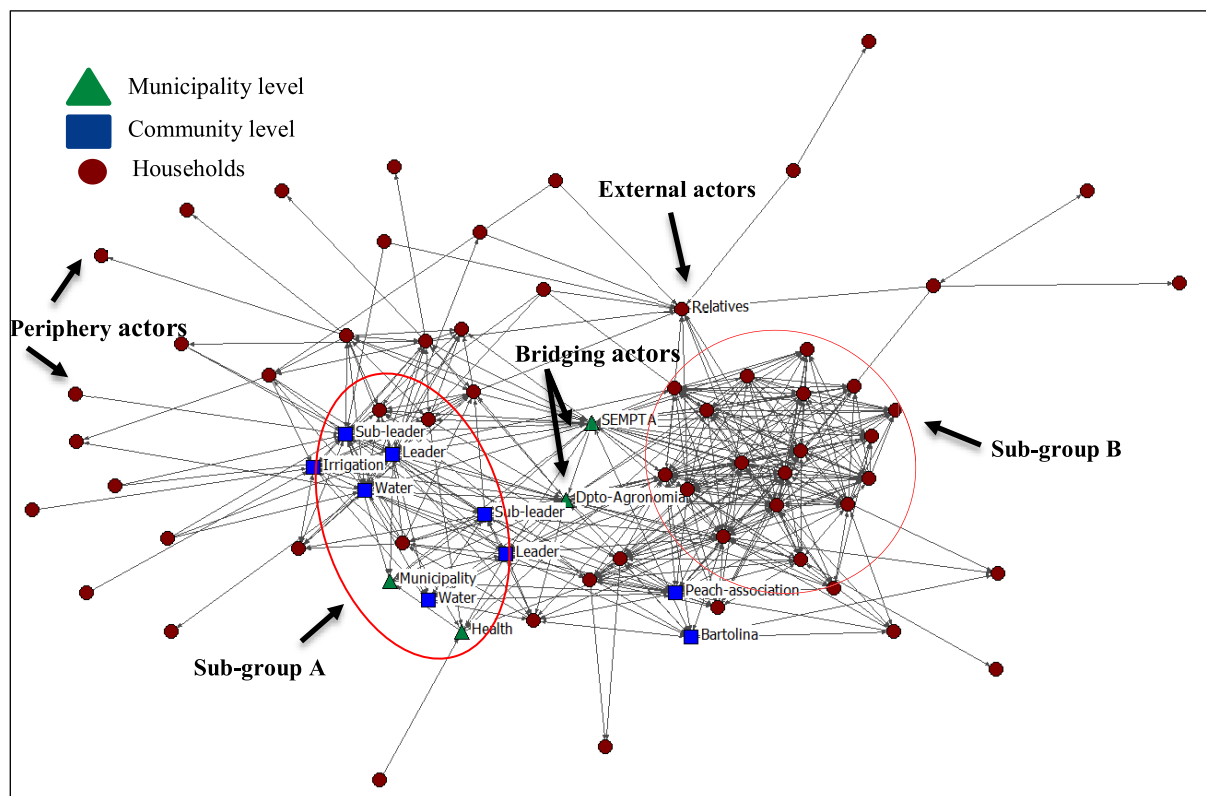 Municipality level
Community level
Households
External actors
Relatives
Periphery actors
Bridging actors
SEMPTA
Sub-group B
Sub-leader
Leader
Irrigation
Water
Dpto-Agronomia
Sub-leader
Leader
Municipality
Peach-association
Water
Health
Bartolina
Sub-group A